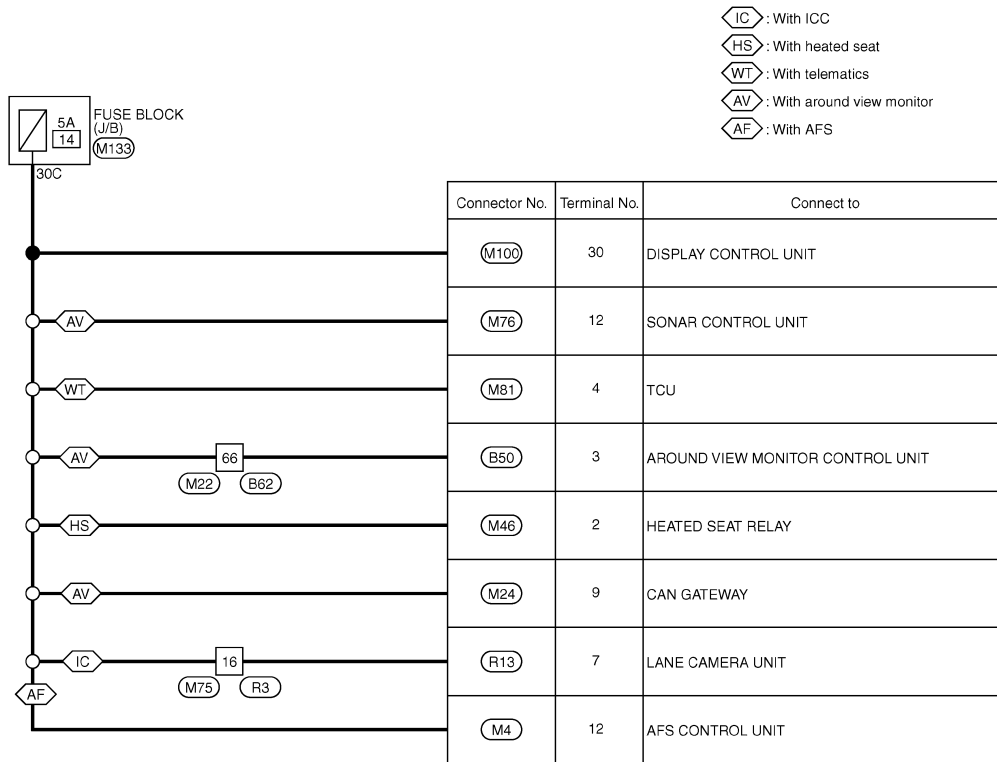 IC : With ICC
HS : With heated seat
WT : With telematics
AV : With around view monitor
AF : With AFS
5A
14
FUSE BLOCK
(J/B)
M133
30C
Connector No. Terminal No. Connect to
M100 30 DISPLAY CONTROL UNIT
AV M76 12 SONAR CONTROL UNIT
WT M81 4 TCU
AV 66 B50 3 AROUND VIEW MONITOR CONTROL UNIT
M22 B62
HS M46 2 HEATED SEAT RELAY
AV M24 9 CAN GATEWAY
IC 16 R13 7 LANE CAMERA UNIT
M75 R3
AF
M4 12 AFS CONTROL UNIT